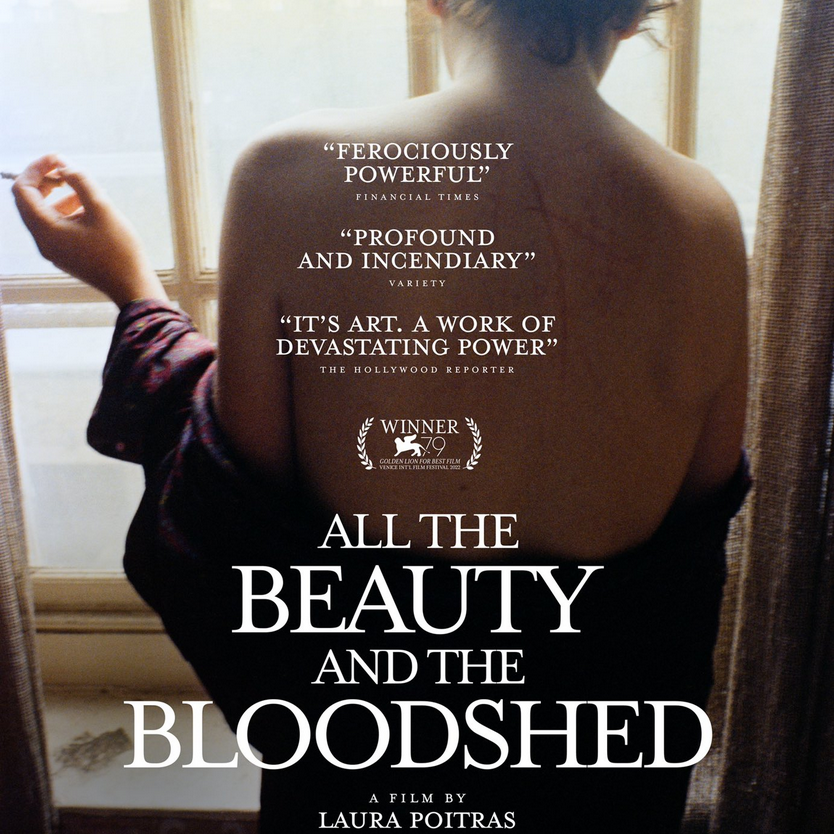 “FEROCIOUSLY
POWERFUL”
FINANCIAL TIMES
“PROFOUND
AND INCENDIARY”
VARIETY
“IT’S ART. A WORK OF
DEVASTATING POWER”
THE HOLLYWOOD REPORTER
WINNER
79
GOLDEN LION FOR BEST FILM
VENICE INT'L FILM FESTIVAL 2022
ALL THE
BEAUTY
AND THE
BLOODSHED
A FILM BY
LAURA POITRAS